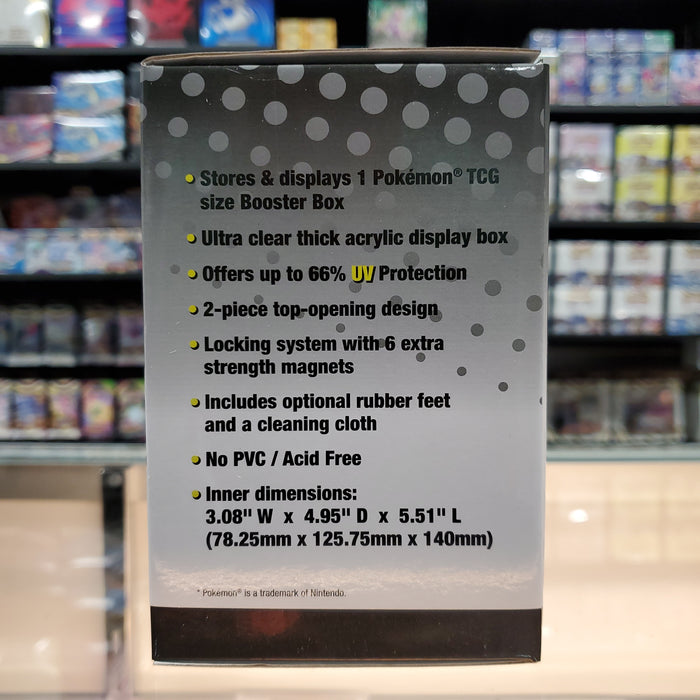 • Stores & displays 1 Pokémon® TCG
size Booster Box
• Ultra clear thick acrylic display box
• Offers up to 66% UV Protection
• 2-piece top-opening design
• Locking system with 6 extra
strength magnets
• Includes optional rubber feet
and a cleaning cloth
• No PVC / Acid Free
• Inner dimensions:
3.08" W x 4.95" D x 5.51" L
(78.25mm x 125.75mm x 140mm)
* Pokémon® is a trademark of Nintendo.